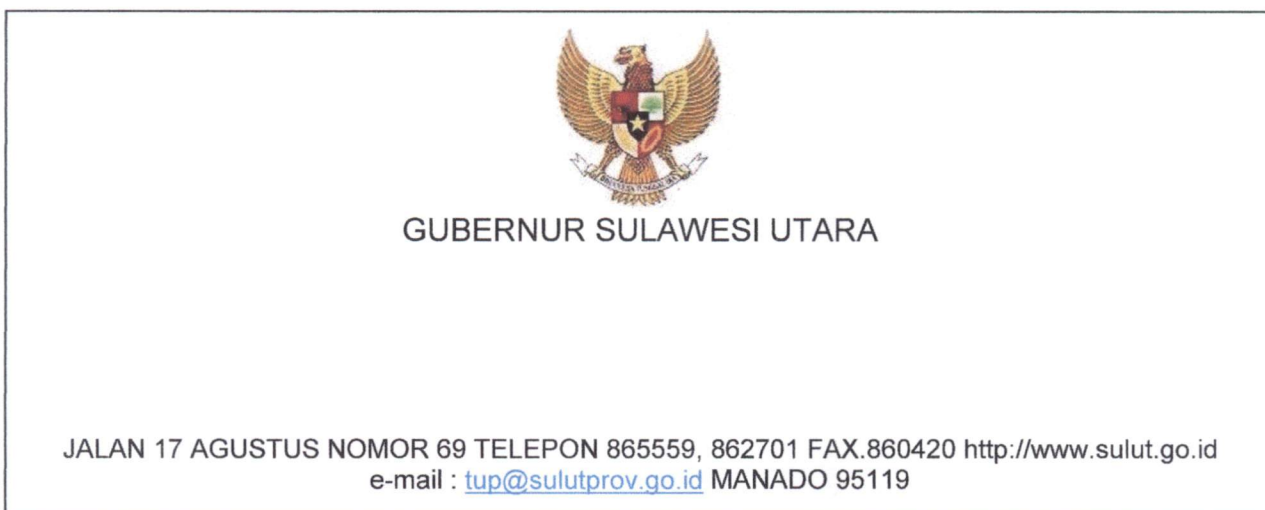 GUBERNUR SULAWESI UTARA
JALAN 17 AGUSTUS NOMOR 69 TELEPON 865559, 862701 FAX.860420 http://www.sulut.go.id
e-mail : tup@sulutprov.go.id MANADO 95119